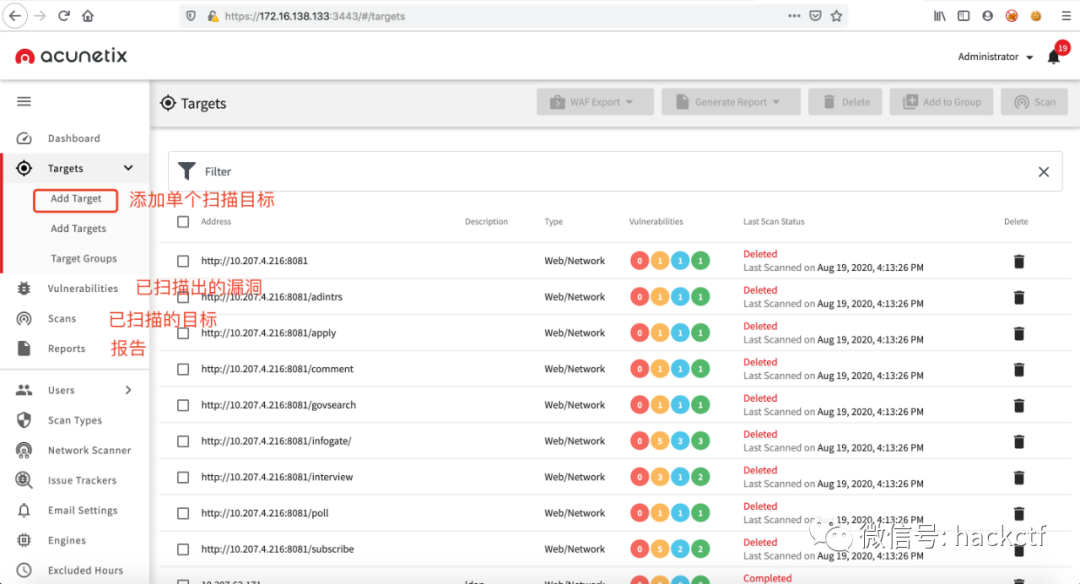 https://172.16.138.133:3443/#/targets
acunetix
Administrator
19
Targets
WAF Export
Generate Report
Delete
Add to Group
Scan
Dashboard
Targets
Add Target
添加单个扫描目标
Add Targets
Target Groups
Vulnerabilities
已扫描出的漏洞
Scans
已扫描的目标
Reports
报告
Users
Scan Types
Network Scanner
Issue Trackers
Email Settings
Engines
Excluded Hours
Filter
Address Description Type Vulnerabilities Last Scan Status Delete
http://10.207.4.216:8081 Web/Network 0 1 1 1 Deleted
Last Scanned on Aug 19, 2020, 4:13:26 PM
http://10.207.4.216:8081/adintrs Web/Network 0 1 1 1 Deleted
Last Scanned on Aug 19, 2020, 4:13:26 PM
http://10.207.4.216:8081/apply Web/Network 0 1 1 1 Deleted
Last Scanned on Aug 19, 2020, 4:13:26 PM
http://10.207.4.216:8081/comment Web/Network 0 1 1 1 Deleted
Last Scanned on Aug 19, 2020, 4:13:26 PM
http://10.207.4.216:8081/govsearch Web/Network 0 1 1 1 Deleted
Last Scanned on Aug 19, 2020, 4:13:26 PM
http://10.207.4.216:8081/infogate/ Web/Network 0 5 3 3 Deleted
Last Scanned on Aug 19, 2020, 4:13:26 PM
http://10.207.4.216:8081/interview Web/Network 0 3 1 2 Deleted
Last Scanned on Aug 19, 2020, 4:13:26 PM
http://10.207.4.216:8081/poll Web/Network 0 1 1 1 Deleted
Last Scanned on Aug 19, 2020, 4:13:26 PM
http://10.207.4.216:8081/subscribe Web/Network 0 5 2 2 Deleted
Last Scanned on Aug 19, 2020, 4:13:26 PM
Completed
微信号: hackctf